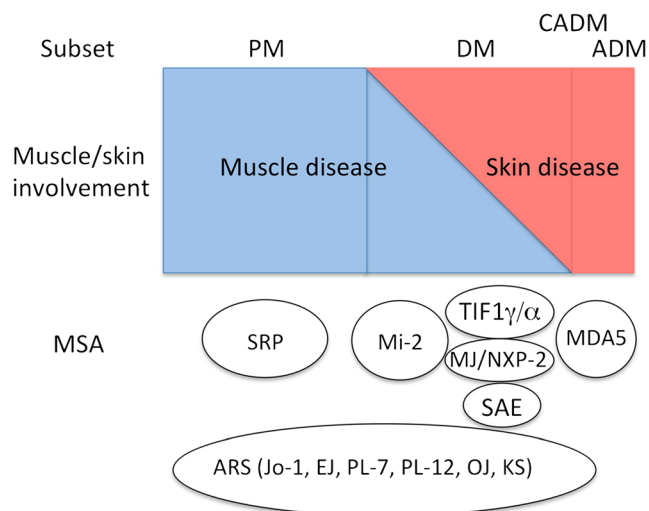 CADM
Subset PM DM ADM
Muscle/skin
involvement
Muscle disease Skin disease
TIF1γ/α
MSA SRP Mi-2 MDA5
MJ/NXP-2
SAE
ARS (Jo-1, EJ, PL-7, PL-12, OJ, KS)